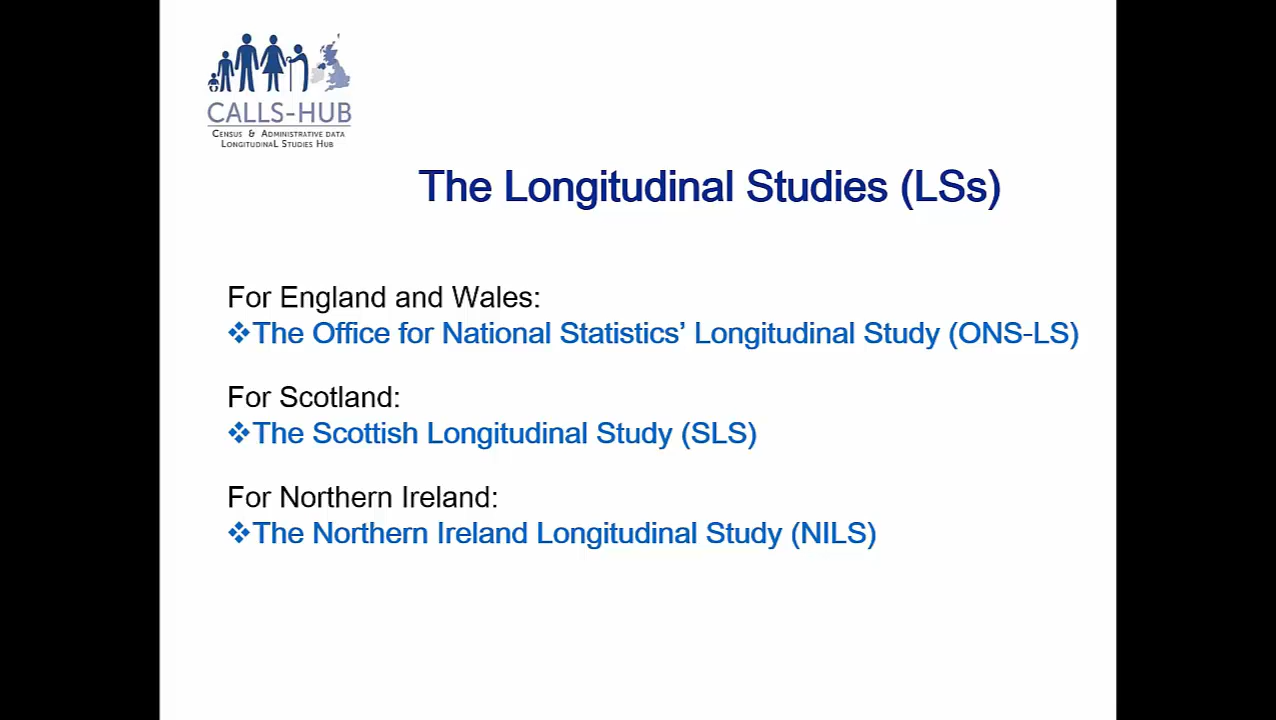 CALLS-HUB
CENSUS & ADMINISTRATIVE DATA
LONGITUDINAL STUDIES HUB
The Longitudinal Studies (LSs)
For England and Wales:
❖The Office for National Statistics’ Longitudinal Study (ONS-LS)
For Scotland:
❖The Scottish Longitudinal Study (SLS)
For Northern Ireland:
❖The Northern Ireland Longitudinal Study (NILS)